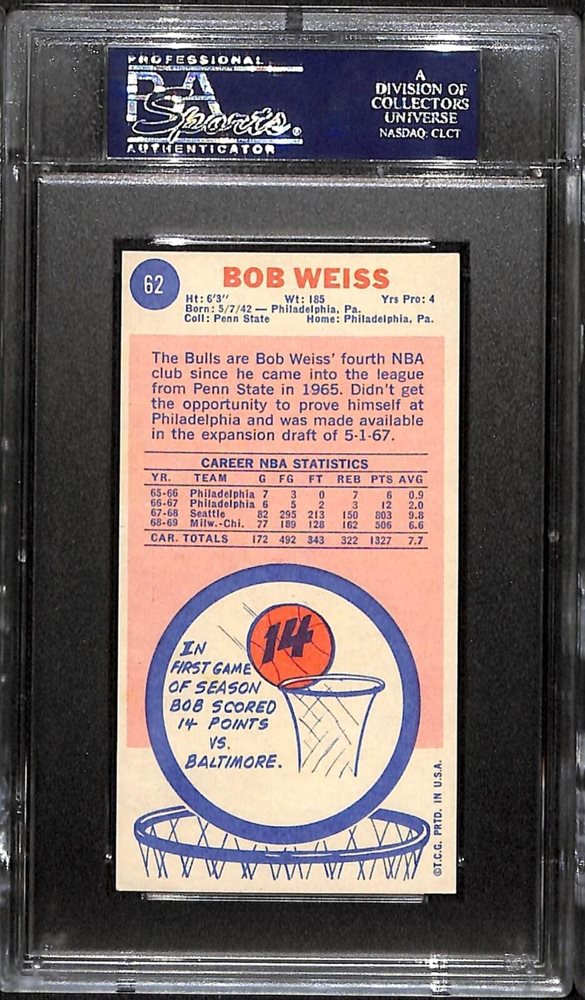 PROFESSIONAL
PSA
Sports®
AUTHENTICATOR
A
DIVISION OF
COLLECTORS
UNIVERSE
NASDAQ: CLCT
62
BOB WEISS
Ht: 6'3" Wt: 185 Yrs Pro: 4
Born: 5/7/42 — Philadelphia, Pa.
Coll: Penn State Home: Philadelphia, Pa.
The Bulls are Bob Weiss' fourth NBA
club since he came into the league
from Penn State in 1965. Didn't get
the opportunity to prove himself at
Philadelphia and was made available
in the expansion draft of 5-1-67.
CAREER NBA STATISTICS
YR. TEAM G FG FT REB PTS AVG
65-66 Philadelphia 7 3 0 7 6 0.9
66-67 Philadelphia 6 5 2 3 12 2.0
67-68 Seattle 82 295 213 150 803 9.8
68-69 Milw.-Chi. 77 189 128 162 506 6.6
CAR. TOTALS 172 492 343 322 1327 7.7
14
IN
FIRST GAME
OF SEASON
BOB SCORED
14 POINTS
VS.
BALTIMORE.
©T.C.G. PRTD. IN U.S.A.